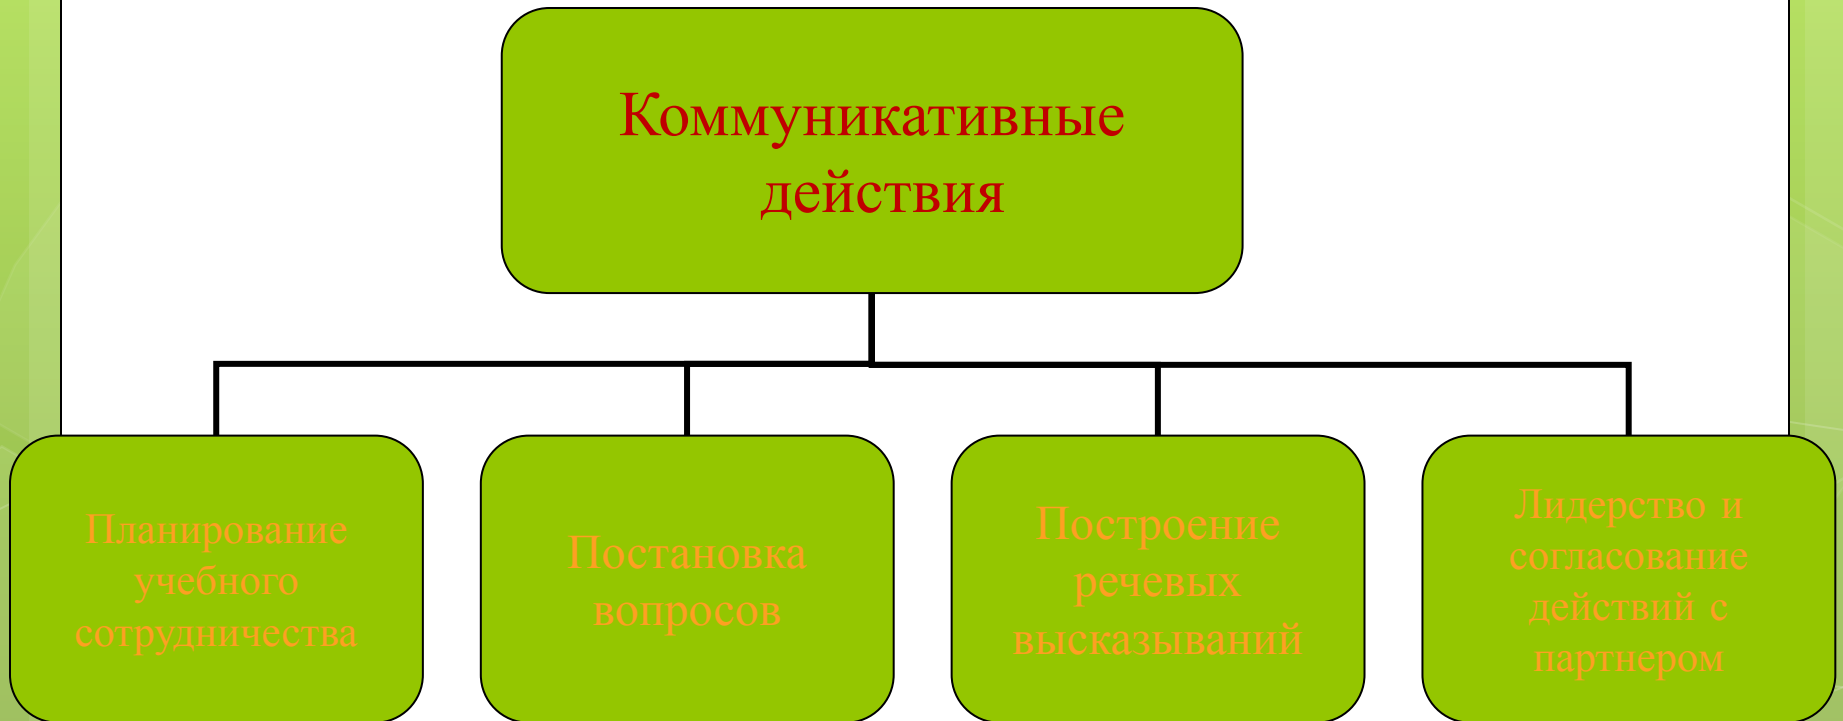 Коммуникативные
действия
Планирование
учебного
сотрудничества
Постановка
вопросов
Построение
речевых
высказываний
Лидерство и
согласование
действий с
партнером